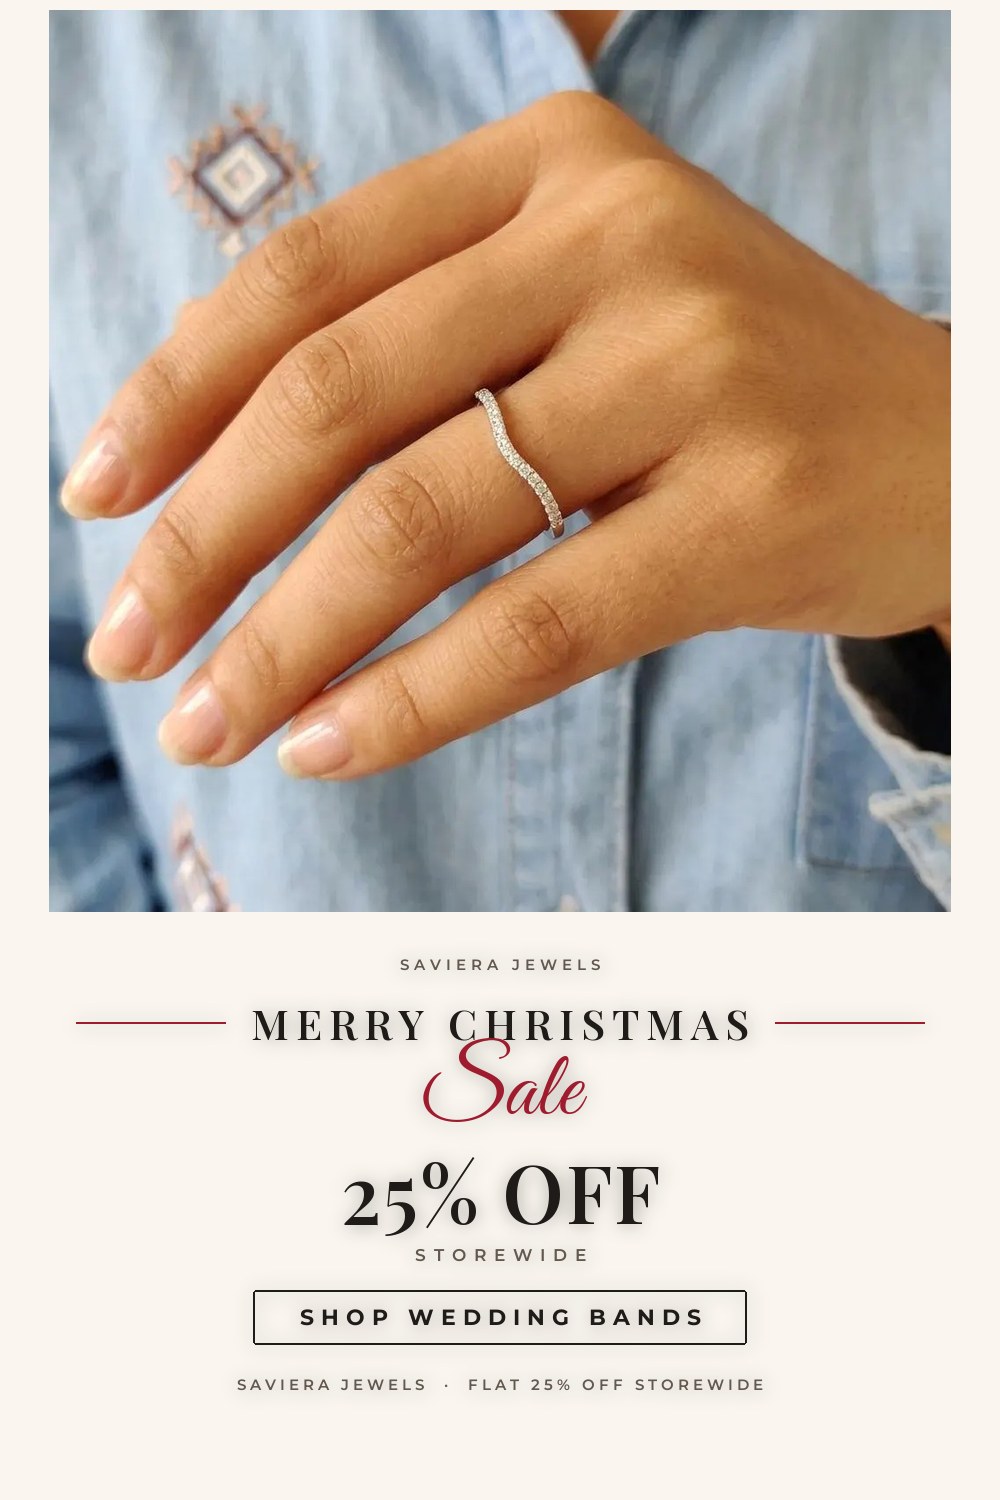 SAVIERA JEWELS
MERRY CHRISTMAS
Sale
25% OFF
STOREWIDE
SHOP WEDDING BANDS
SAVIERA JEWELS · FLAT 25% OFF STOREWIDE